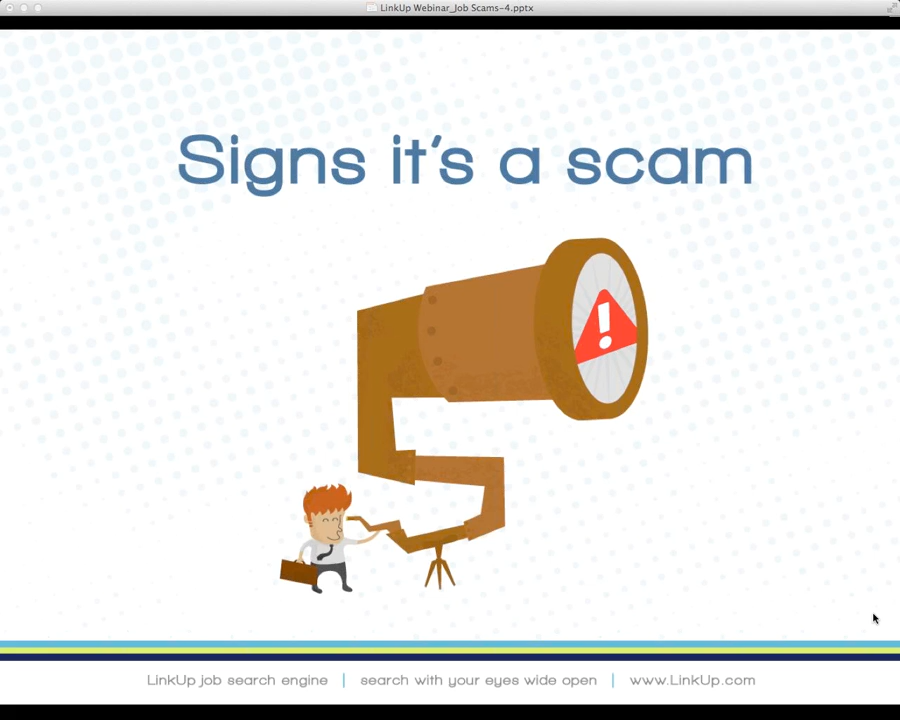 LinkUp Webinar_Job Scams-4.pptx
Signs it's a scam
!
LinkUp job search engine | search with your eyes wide open | www.LinkUp.com